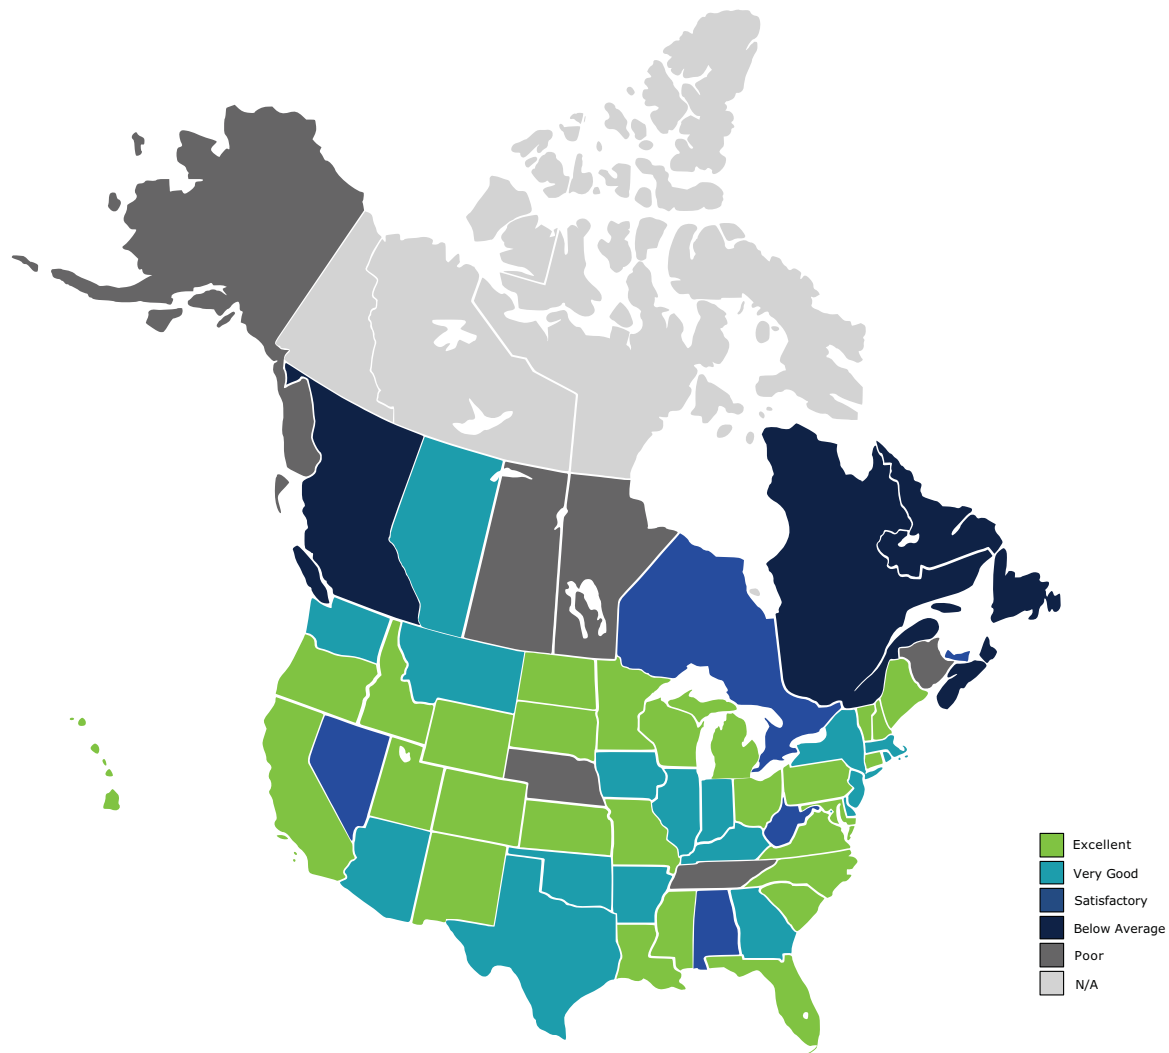 Excellent
Very Good
Satisfactory
Below Average
Poor
N/A